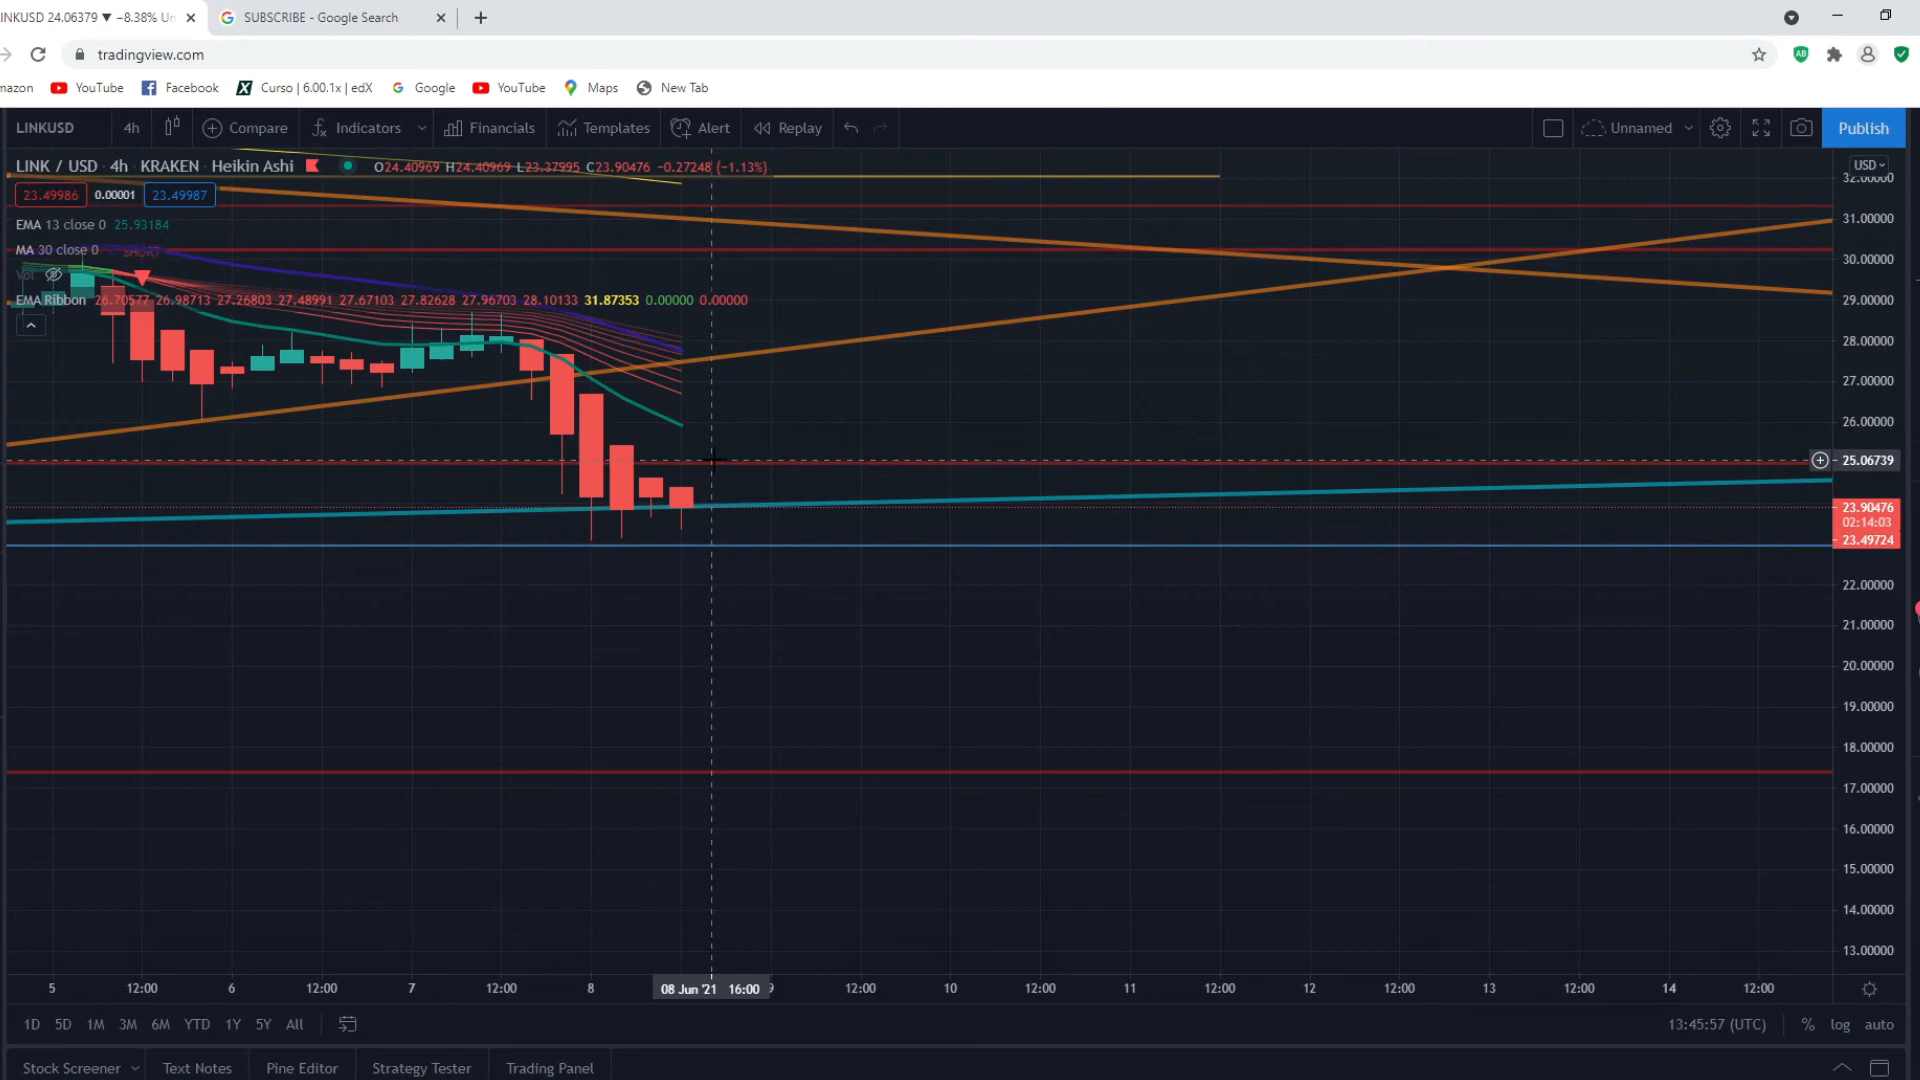 INKUSD 24.06379 ▼ −8.38% Un
SUBSCRIBE - Google Search
tradingview.com
mazon YouTube Facebook Curso | 6.00.1x | edX Google YouTube Maps New Tab
LINKUSD 4h Compare Indicators Financials Templates Alert Replay Unnamed Publish
LINK / USD · 4h · KRAKEN · Heikin Ashi O24.40969 H24.40969 L23.37995 C23.90476 −0.27248 (−1.13%)
USD
32.00000
23.49986 0.00001 23.49987
31.00000
EMA 13 close 0 25.93184
MA 30 close 0 SHORT
30.00000
Vol
EMA Ribbon 26.70577 26.98713 27.26803 27.48991 27.67103 27.82628 27.96703 28.10133 31.87353 0.00000 0.00000
29.00000
28.00000
27.00000
26.00000
25.06739
23.90476
02:14:03
23.49724
22.00000
21.00000
20.00000
19.00000
18.00000
17.00000
16.00000
15.00000
14.00000
13.00000
5 12:00 6 12:00 7 12:00 8 08 Jun '21 16:00 9 12:00 10 12:00 11 12:00 12 12:00 13 12:00 14 12:00
1D 5D 1M 3M 6M YTD 1Y 5Y All 13:45:57 (UTC) % log auto
Stock Screener Text Notes Pine Editor Strategy Tester Trading Panel